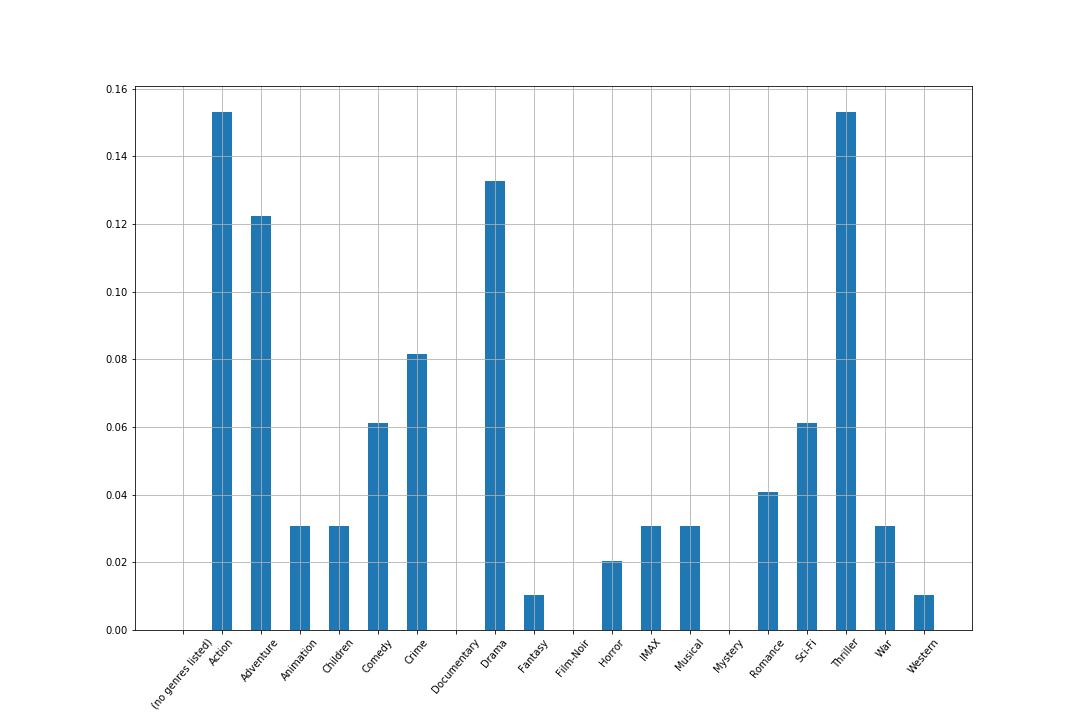 0.16
0.14
0.12
0.10
0.08
0.06
0.04
0.02
0.00
(no genres listed)
Action
Adventure
Animation
Children
Comedy
Crime
Documentary
Drama
Fantasy
Film-Noir
Horror
IMAX
Musical
Mystery
Romance
Sci-Fi
Thriller
War
Western